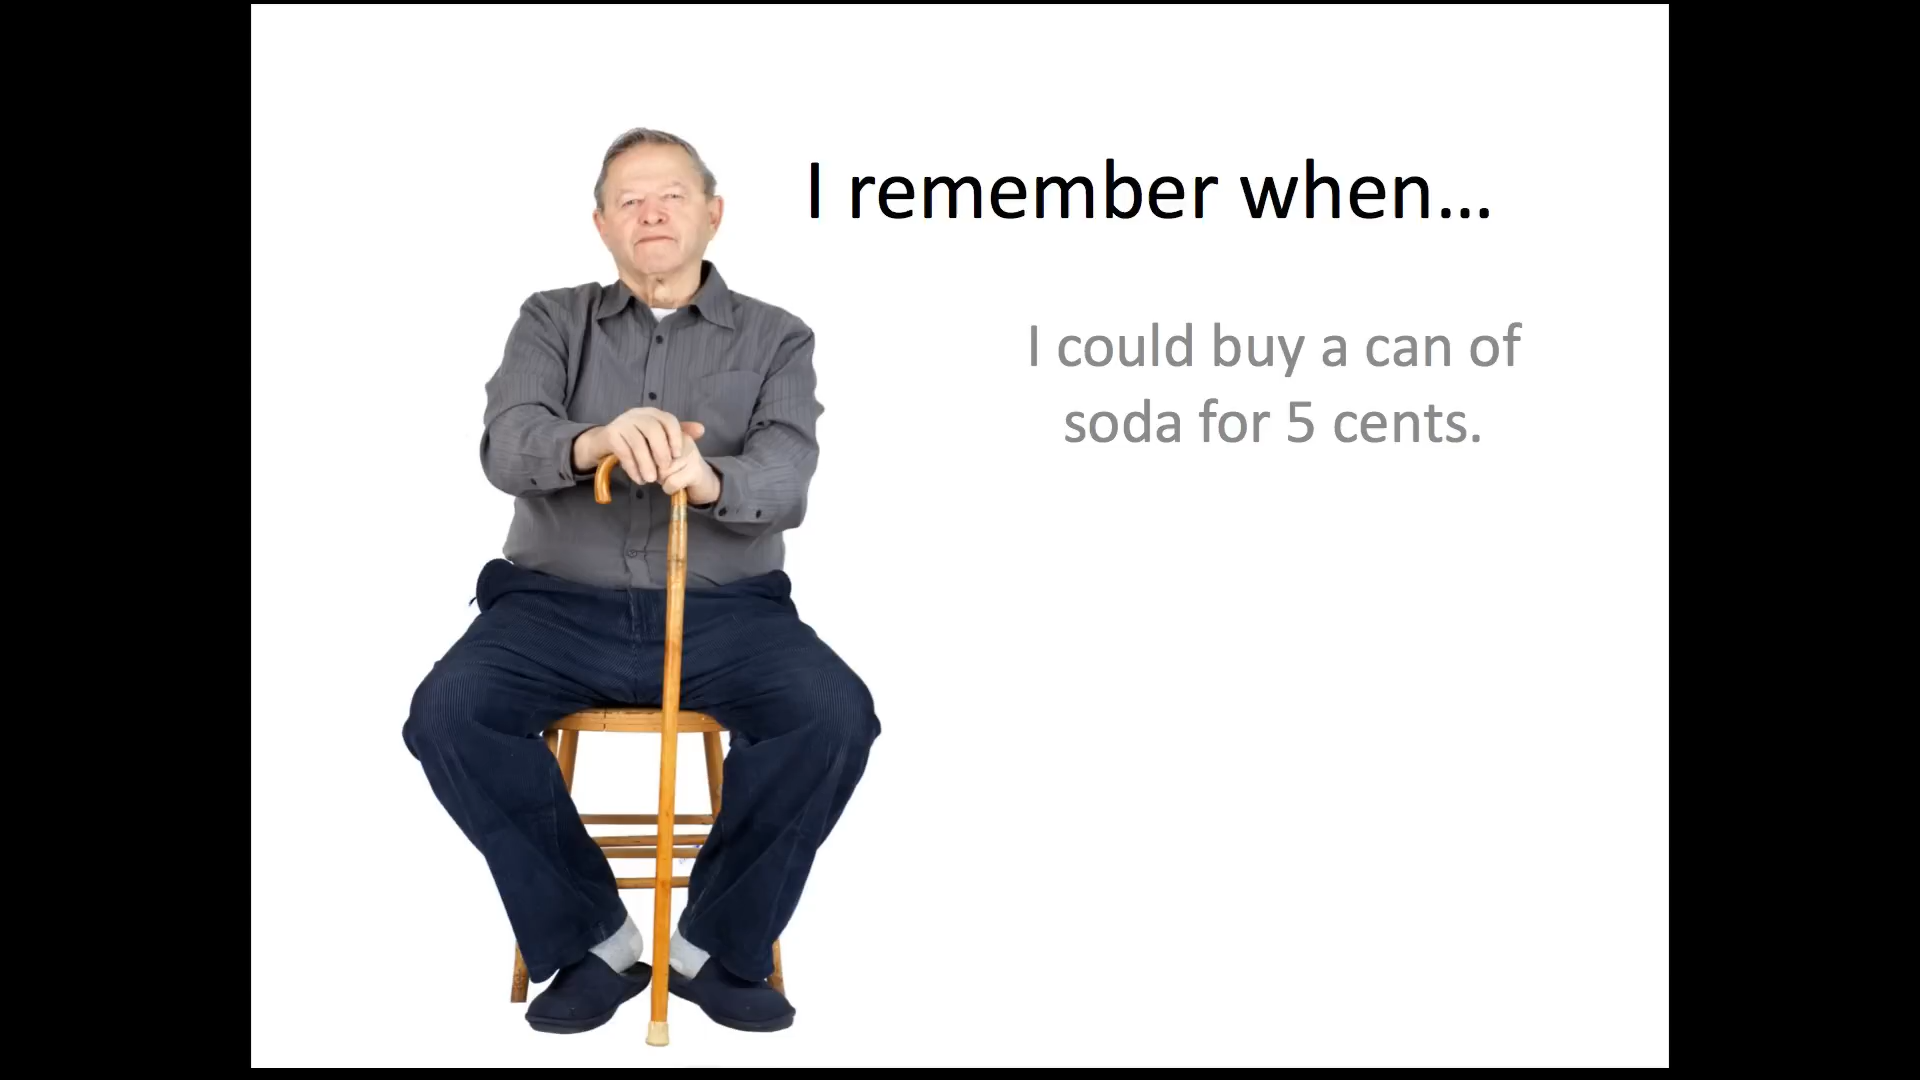 I remember when...
I could buy a can of
soda for 5 cents.